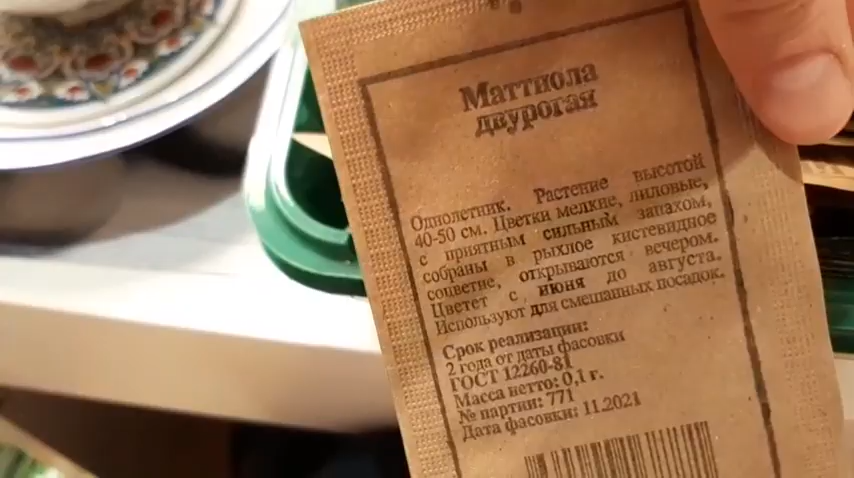 Маттиола
двурогая
Однолетник. Растение высотой
40-50 см. Цветки мелкие, лиловые,
с приятным сильным запахом,
собраны в рыхлое кистевидное
соцветие, открываются вечером.
Цветет с июня до августа.
Используют для смешанных посадок.
Срок реализации:
2 года от даты фасовки
ГОСТ 12260-81
Масса нетто: 0,1 г.
№ партии: 771
Дата фасовки: 11.2021